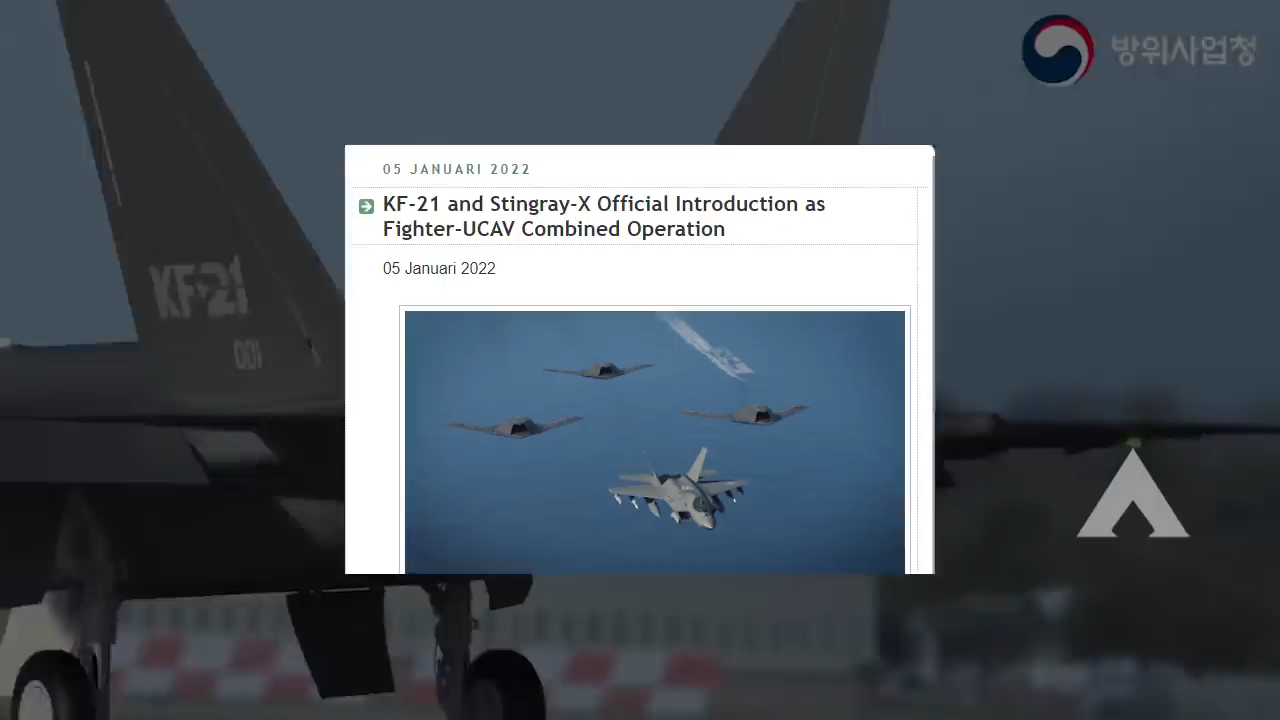 방위사업청
05 JANUARI 2022
KF-21 and Stingray-X Official Introduction as
Fighter-UCAV Combined Operation
05 Januari 2022
KF-21
001